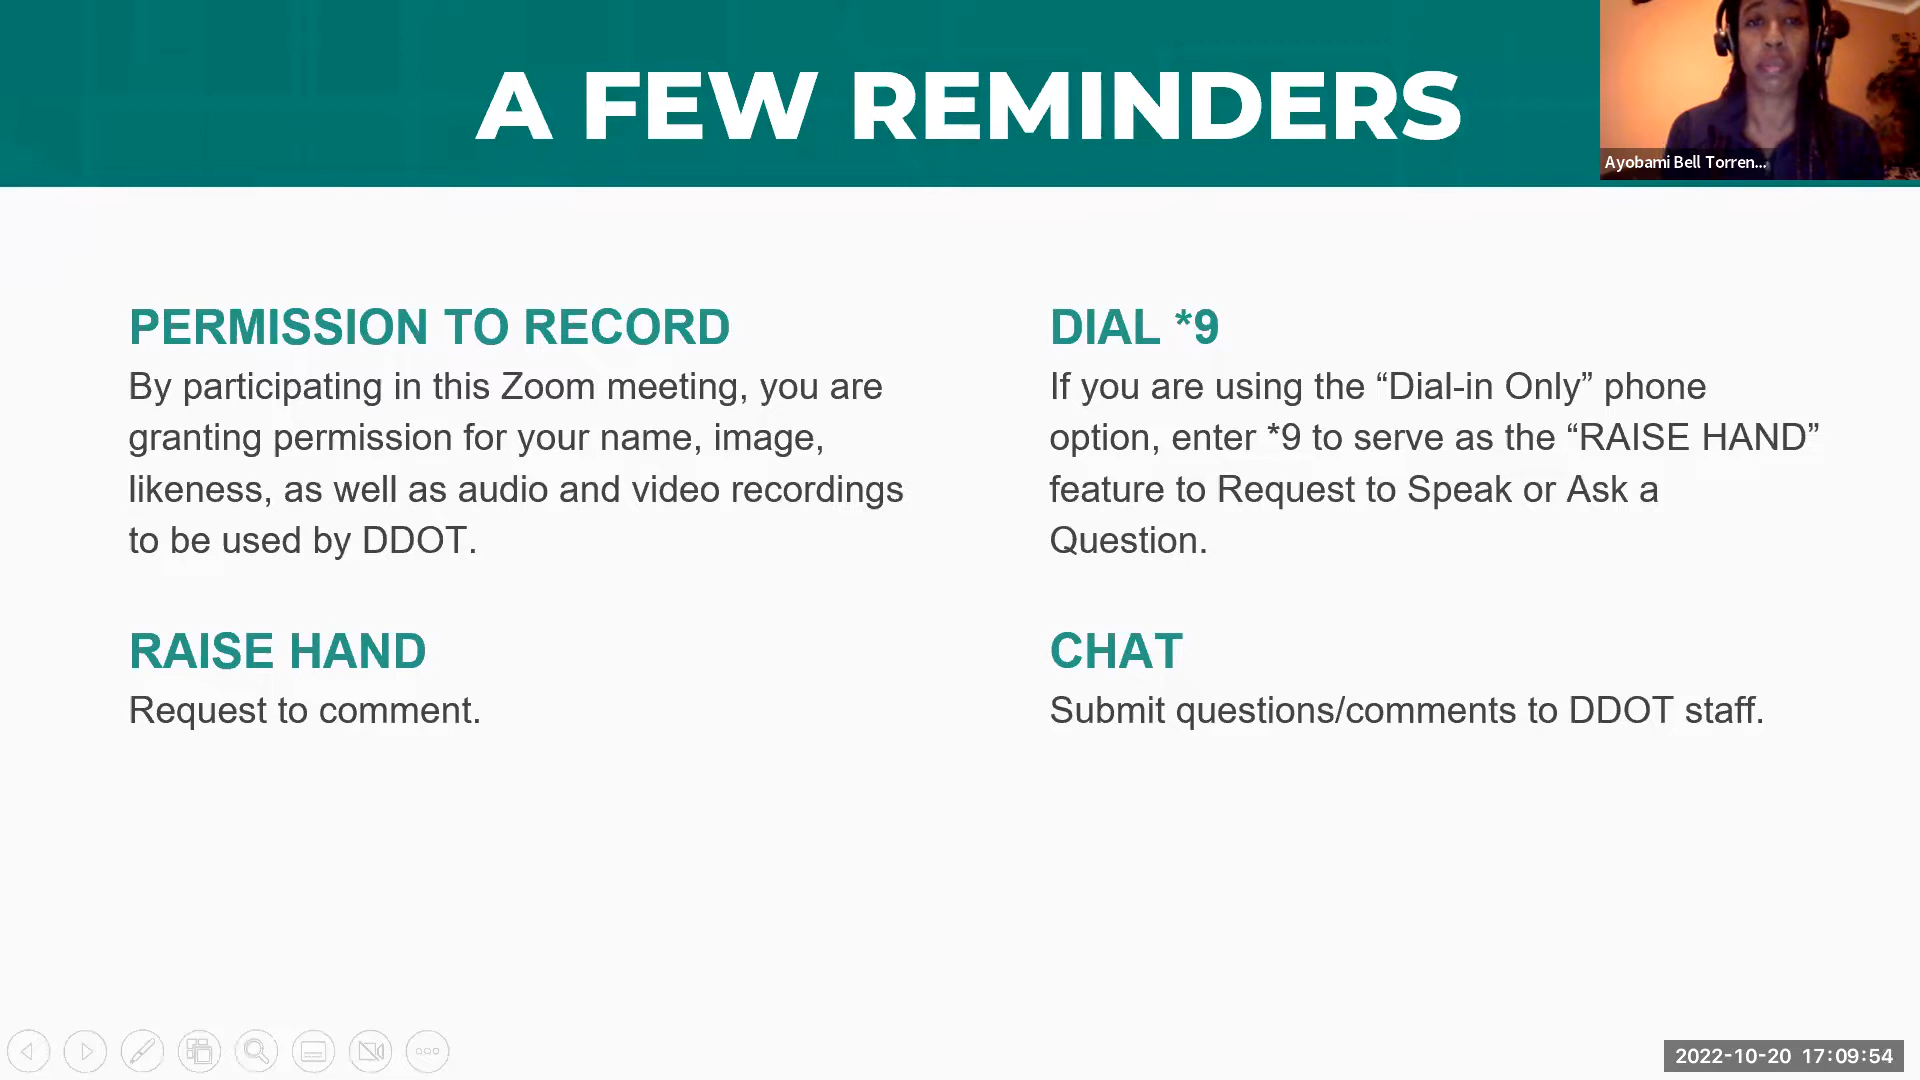 A FEW REMINDERS
Ayobami Bell Torren...
PERMISSION TO RECORD
By participating in this Zoom meeting, you are
granting permission for your name, image,
likeness, as well as audio and video recordings
to be used by DDOT.
RAISE HAND
Request to comment.
DIAL *9
If you are using the “Dial-in Only” phone
option, enter *9 to serve as the “RAISE HAND”
feature to Request to Speak or Ask a
Question.
CHAT
Submit questions/comments to DDOT staff.
2022-10-20 17:09:54